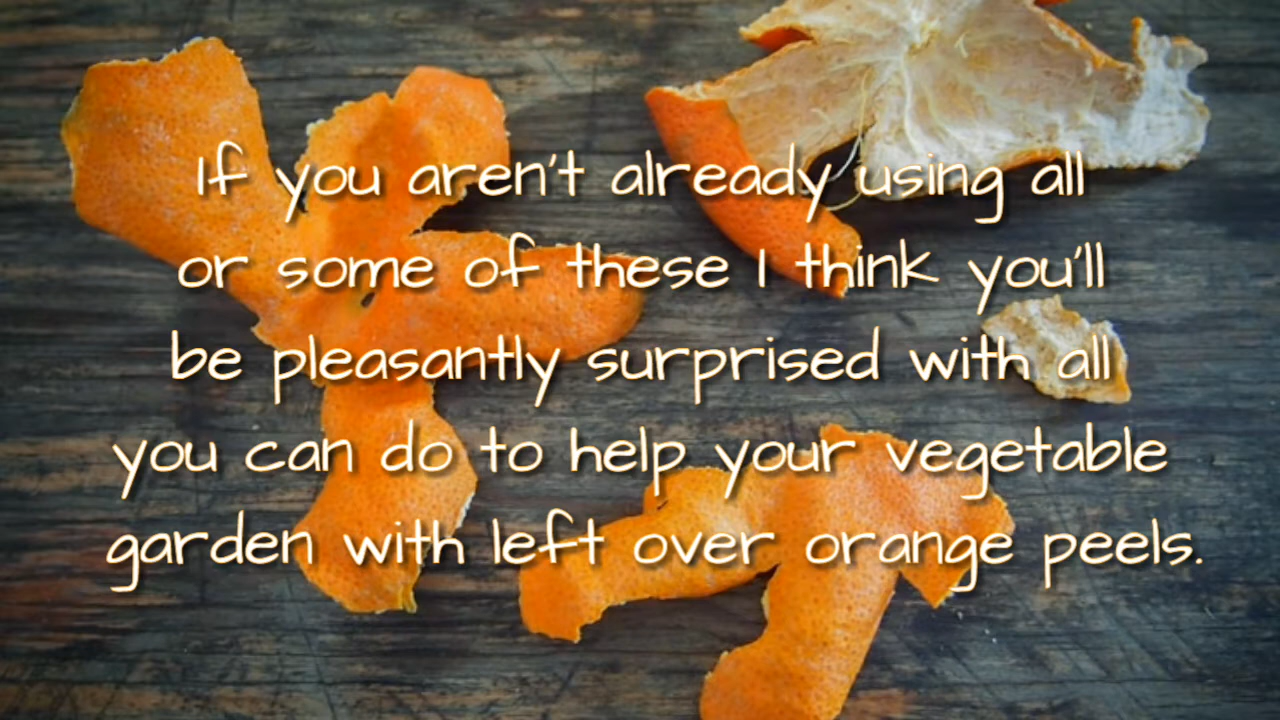 If you aren't already using all
or some of these I think you'll
be pleasantly surprised with all
you can do to help your vegetable
garden with left over orange peels.